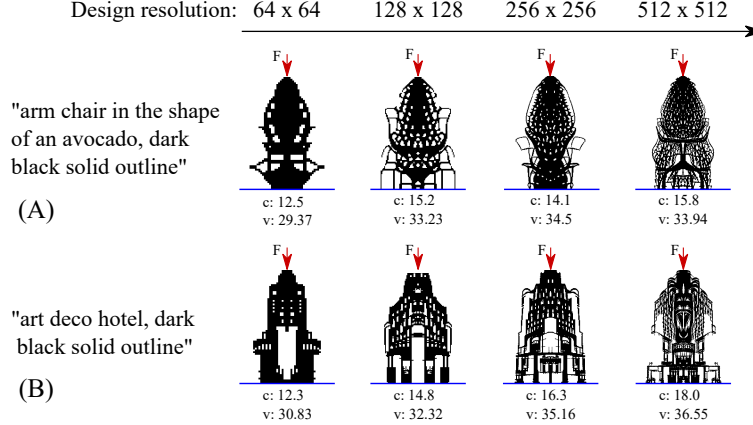 Design resolution: 64 x 64 128 x 128 256 x 256 512 x 512
F F F F
"arm chair in the shape
of an avocado, dark
black solid outline"
(A)
c: 12.5 c: 15.2 c: 14.1 c: 15.8
v: 29.37 v: 33.23 v: 34.5 v: 33.94
F F F F
"art deco hotel, dark
black solid outline"
(B)
c: 12.3 c: 14.8 c: 16.3 c: 18.0
v: 30.83 v: 32.32 v: 35.16 v: 36.55